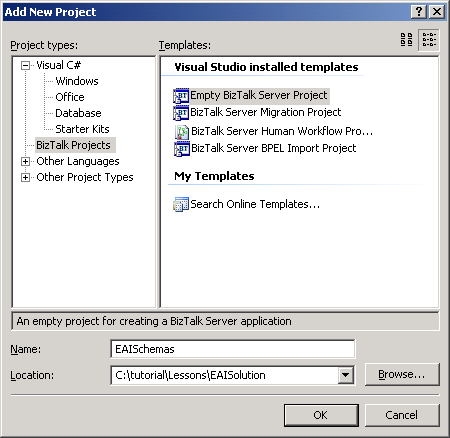 Add New Project
Project types:
Templates:
Visual C#
Windows
Office
Database
Starter Kits
BizTalk Projects
Other Languages
Other Project Types
Visual Studio installed templates
Empty BizTalk Server Project
BizTalk Server Migration Project
BizTalk Server Human Workflow Pro...
BizTalk Server BPEL Import Project
My Templates
Search Online Templates...
An empty project for creating a BizTalk Server application
Name:
EAISchemas
Location:
C:\tutorial\Lessons\EAISolution
Browse...
OK
Cancel